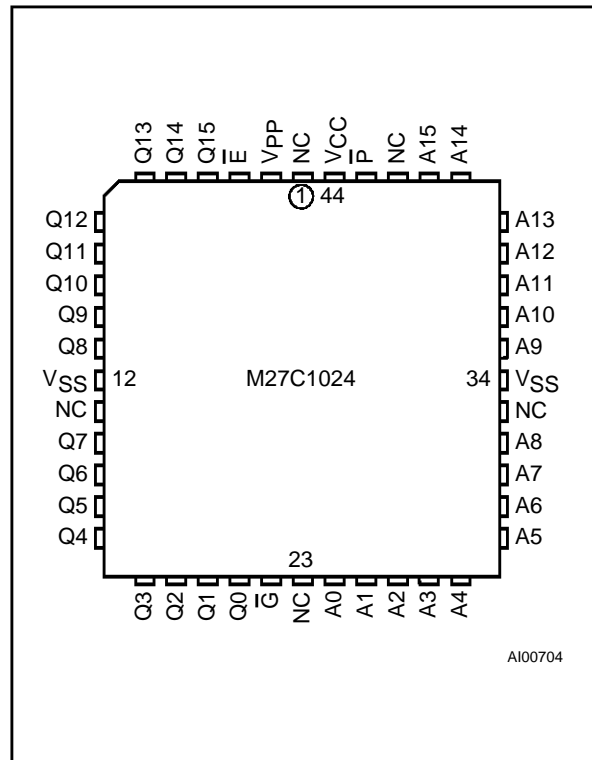 Q13 Q14 Q15 E̅ VPP NC VCC P̅ NC A15 A14
1 44
Q12 A13
Q11 A12
Q10 A11
Q9 A10
Q8 A9
VSS 12 M27C1024 34 VSS
NC NC
Q7 A8
Q6 A7
Q5 A6
Q4 A5
23
Q3 Q2 Q1 Q0 G̅ NC A0 A1 A2 A3 A4
AI00704